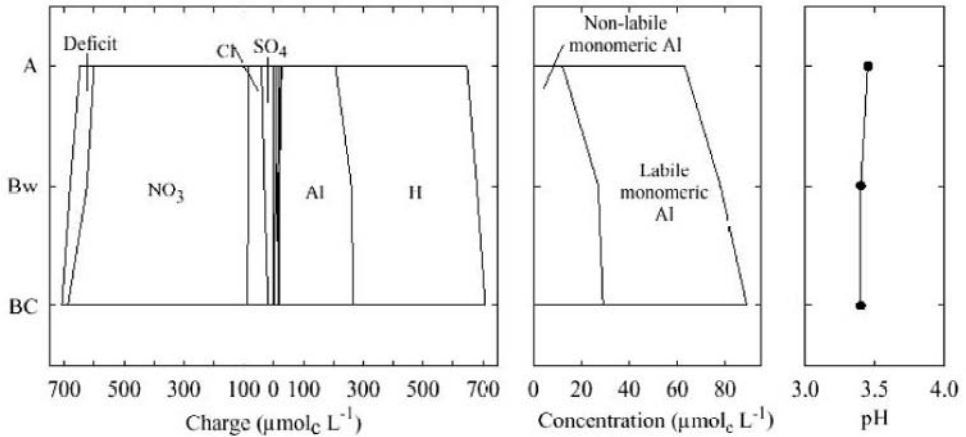 Deficit
Cl
SO4
Non-labile
monomeric Al
A
Bw
BC
NO3
Al
H
Labile
monomeric
Al
700 500 300 100 0 100 300 500 700
Charge (µmolc L-1)
0 20 40 60 80
Concentration (µmolc L-1)
3.0 3.5 4.0
pH